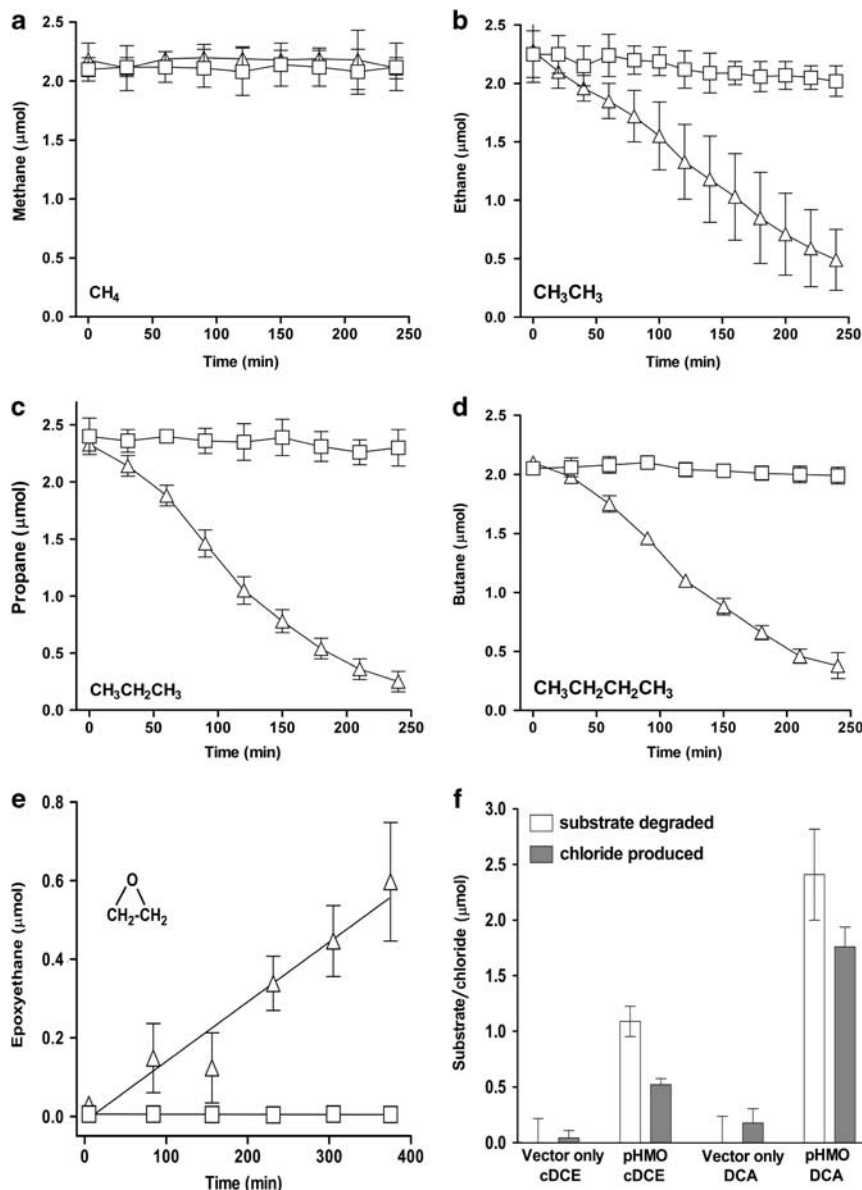 a
2.5
2.0
1.5
1.0
0.5
0.0
Methane (μmol)
CH₄
0 50 100 150 200 250
Time (min)
b
2.5
2.0
1.5
1.0
0.5
0.0
Ethane (μmol)
CH₃CH₃
0 50 100 150 200 250
Time (min)
c
2.5
2.0
1.5
1.0
0.5
0.0
Propane (μmol)
CH₃CH₂CH₃
0 50 100 150 200 250
Time (min)
d
2.5
2.0
1.5
1.0
0.5
0.0
Butane (μmol)
CH₃CH₂CH₂CH₃
0 50 100 150 200 250
Time (min)
e
0.8
0.6
0.4
0.2
0.0
Epoxyethane (μmol)
O
CH₂-CH₂
0 100 200 300 400
Time (min)
f
3.0
2.5
2.0
1.5
1.0
0.5
0.0
Substrate/chloride (μmol)
substrate degraded
chloride produced
Vector only pHMO Vector only pHMO
cDCE cDCE DCA DCA